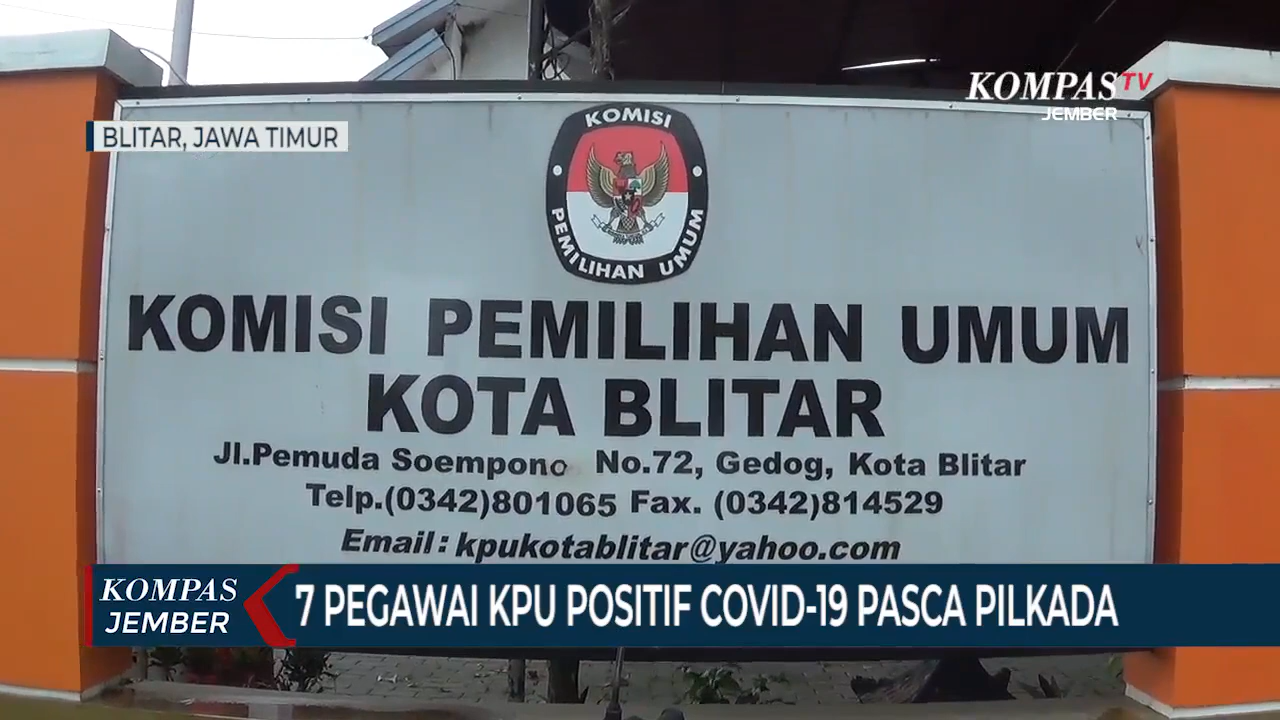 KOMPAS TV
JEMBER
BLITAR, JAWA TIMUR
KOMISI
PEMILIHAN UMUM
KOMISI PEMILIHAN UMUM
KOTA BLITAR
Jl.Pemuda Soempono No.72, Gedog, Kota Blitar
Telp.(0342)801065 Fax. (0342)814529
Email : kpukotablitar@yahoo.com
KOMPAS
JEMBER
7 PEGAWAI KPU POSITIF COVID-19 PASCA PILKADA